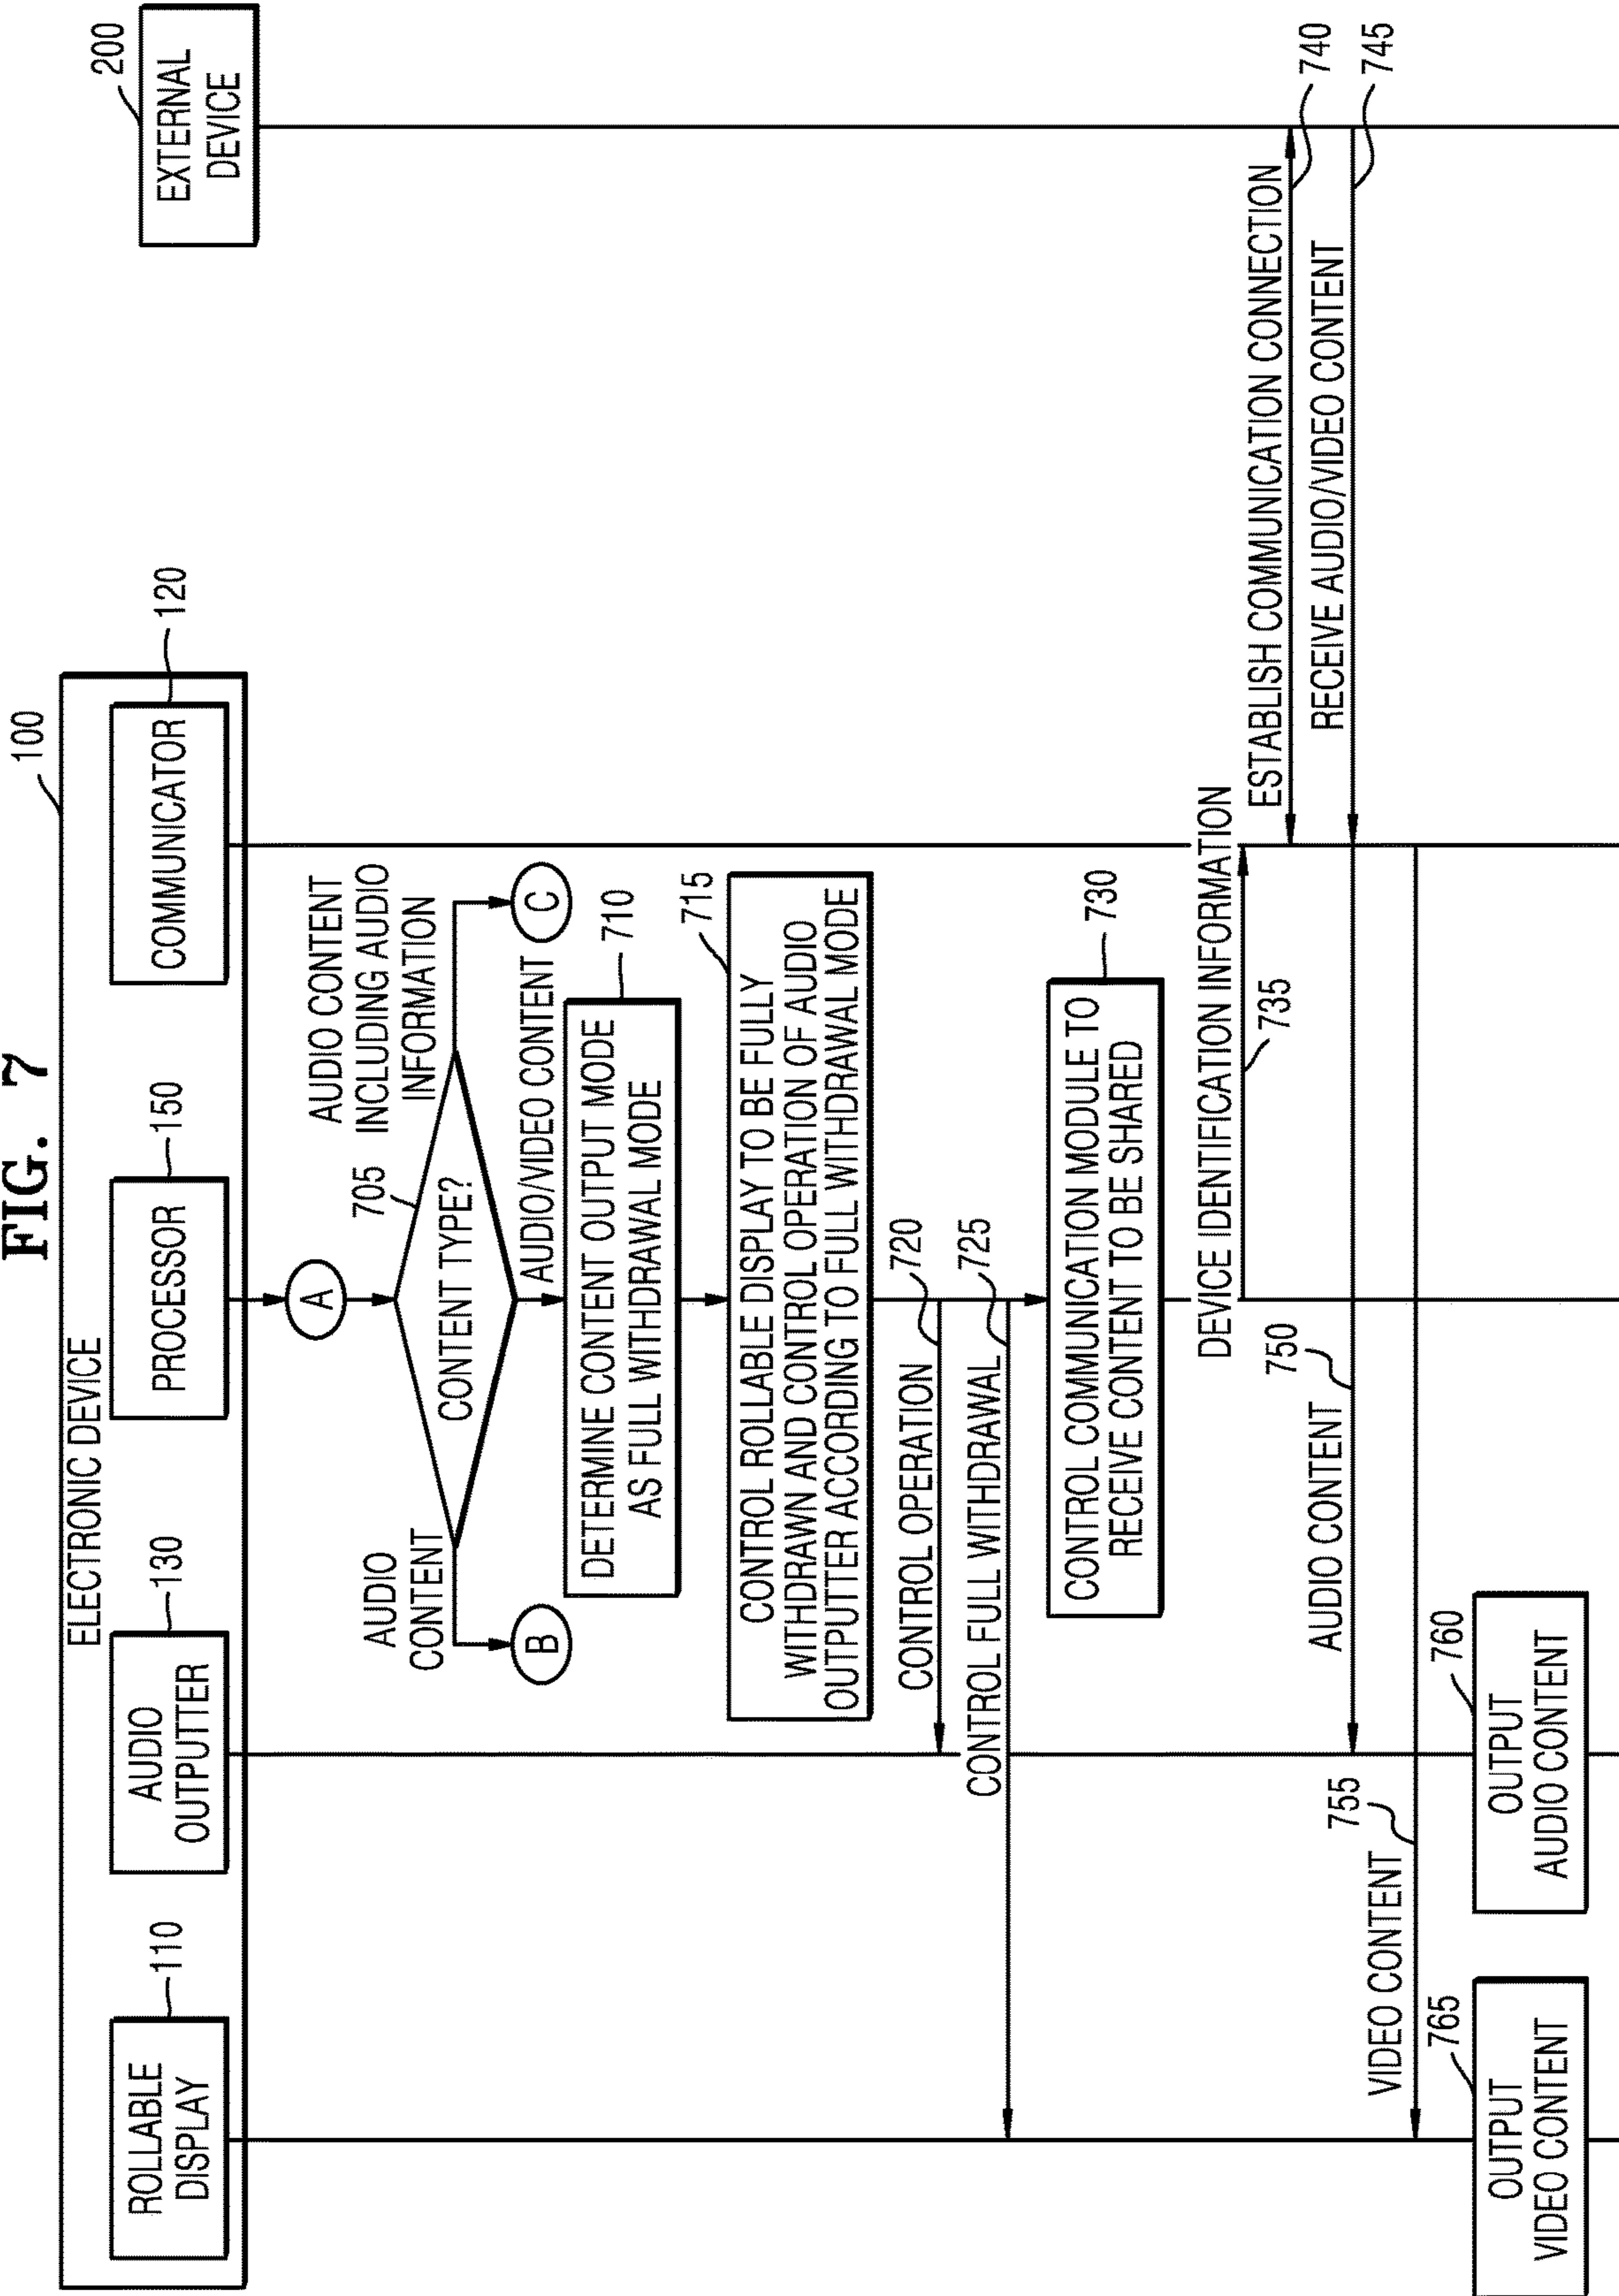 FIG. 7
100
200
ELECTRONIC DEVICE
110
130
150
120
ROLLABLE
DISPLAY
AUDIO
OUTPUTTER
PROCESSOR
COMMUNICATOR
EXTERNAL
DEVICE
A
705
CONTENT TYPE?
AUDIO
CONTENT
B
AUDIO CONTENT
INCLUDING AUDIO
INFORMATION
C
AUDIO/VIDEO CONTENT
710
DETERMINE CONTENT OUTPUT MODE
AS FULL WITHDRAWAL MODE
715
CONTROL ROLLABLE DISPLAY TO BE FULLY
WITHDRAWN AND CONTROL OPERATION OF AUDIO
OUTPUTTER ACCORDING TO FULL WITHDRAWAL MODE
CONTROL OPERATION
720
CONTROL FULL WITHDRAWAL
725
730
CONTROL COMMUNICATION MODULE TO
RECEIVE CONTENT TO BE SHARED
DEVICE IDENTIFICATION INFORMATION
735
ESTABLISH COMMUNICATION CONNECTION
740
RECEIVE AUDIO/VIDEO CONTENT
745
AUDIO CONTENT
750
VIDEO CONTENT
755
765
760
OUTPUT
VIDEO CONTENT
OUTPUT
AUDIO CONTENT